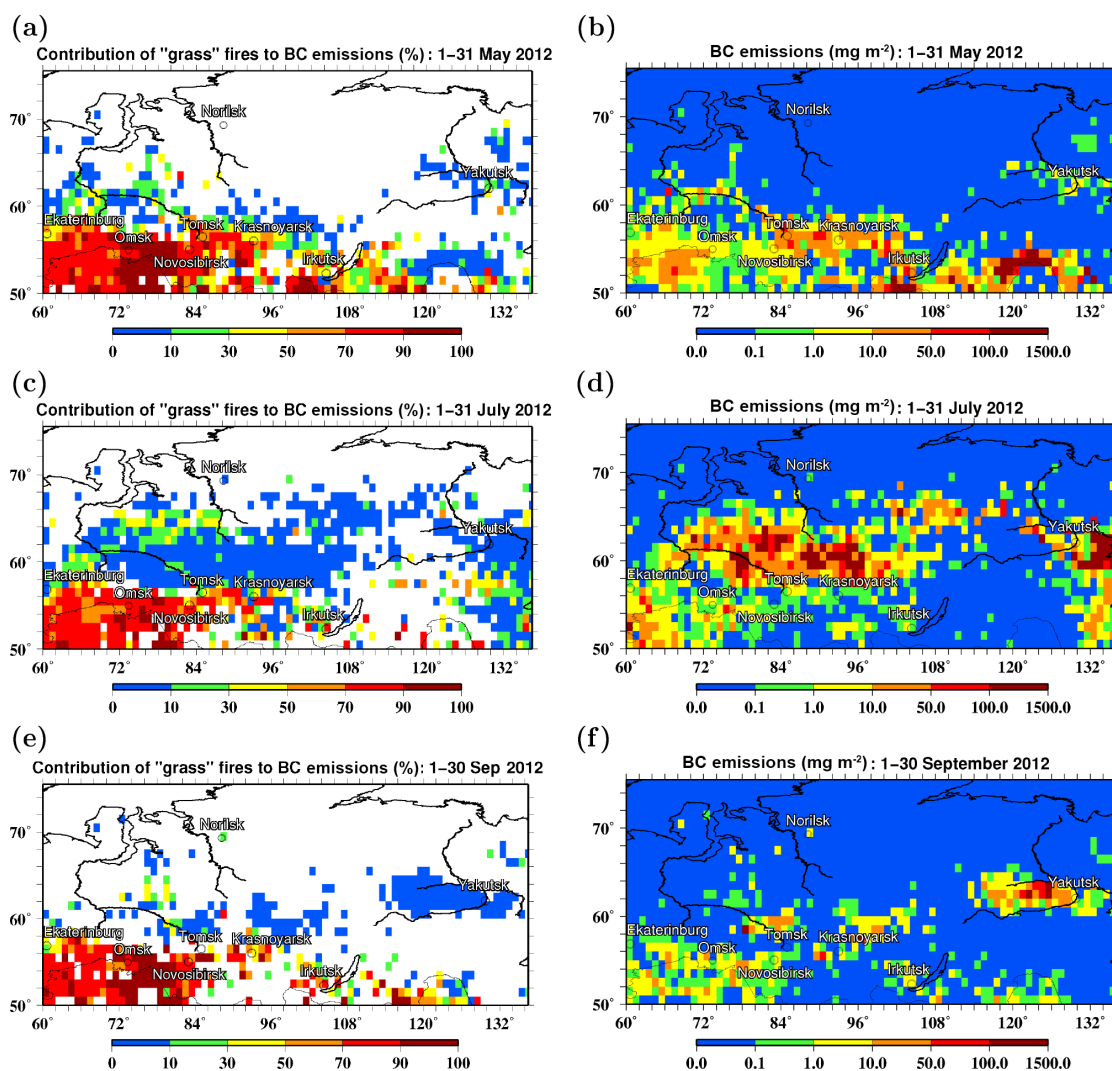 (a)
Contribution of "grass" fires to BC emissions (%) : 1–31 May 2012
70°
60°
50°
Norilsk
Yakutsk
Ekaterinburg
Tomsk
Krasnoyarsk
Omsk
Novosibirsk
Irkutsk
60° 72° 84° 96° 108° 120° 132°
0 10 30 50 70 90 100
(b)
BC emissions (mg m-2) : 1–31 May 2012
70°
60°
50°
Norilsk
Yakutsk
Ekaterinburg
Tomsk
Krasnoyarsk
Omsk
Novosibirsk
Irkutsk
60° 72° 84° 96° 108° 120° 132°
0.0 0.1 1.0 10.0 50.0 100.0 1500.0
(c)
Contribution of "grass" fires to BC emissions (%) : 1–31 July 2012
70°
60°
50°
Norilsk
Yakutsk
Ekaterinburg
Tomsk
Krasnoyarsk
Omsk
Novosibirsk
Irkutsk
60° 72° 84° 96° 108° 120° 132°
0 10 30 50 70 90 100
(d)
BC emissions (mg m-2) : 1–31 July 2012
70°
60°
50°
Norilsk
Yakutsk
Ekaterinburg
Tomsk
Krasnoyarsk
Omsk
Novosibirsk
Irkutsk
60° 72° 84° 96° 108° 120° 132°
0.0 0.1 1.0 10.0 50.0 100.0 1500.0
(e)
Contribution of "grass" fires to BC emissions (%) : 1–30 Sep 2012
70°
60°
50°
Norilsk
Yakutsk
Ekaterinburg
Tomsk
Krasnoyarsk
Omsk
Novosibirsk
Irkutsk
60° 72° 84° 96° 108° 120° 132°
0 10 30 50 70 90 100
(f)
BC emissions (mg m-2) : 1–30 September 2012
70°
60°
50°
Norilsk
Yakutsk
Ekaterinburg
Tomsk
Krasnoyarsk
Omsk
Novosibirsk
Irkutsk
60° 72° 84° 96° 108° 120° 132°
0.0 0.1 1.0 10.0 50.0 100.0 1500.0